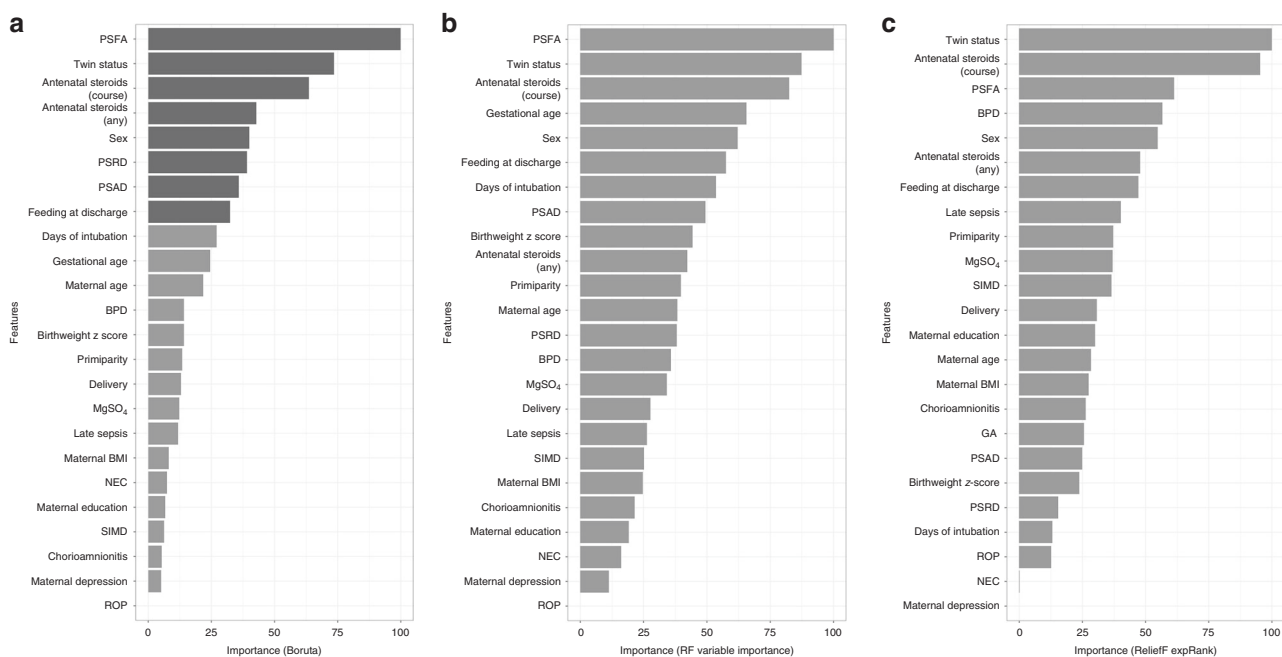 a
PSFA
Twin status
Antenatal steroids
(course)
Antenatal steroids
(any)
Sex
PSRD
PSAD
Feeding at discharge
Days of intubation
Gestational age
Maternal age
BPD
Birthweight z score
Primiparity
Delivery
MgSO₄
Late sepsis
Maternal BMI
NEC
Maternal education
SIMD
Chorioamnionitis
Maternal depression
ROP
Features
0 25 50 75 100
Importance (Boruta)
b
PSFA
Twin status
Antenatal steroids
(course)
Gestational age
Sex
Feeding at discharge
Days of intubation
PSAD
Birthweight z score
Antenatal steroids
(any)
Primiparity
Maternal age
PSRD
BPD
MgSO₄
Delivery
Late sepsis
SIMD
Maternal BMI
Chorioamnionitis
Maternal education
NEC
Maternal depression
ROP
Features
0 25 50 75 100
Importance (RF variable importance)
c
Twin status
Antenatal steroids
(course)
PSFA
BPD
Sex
Antenatal steroids
(any)
Feeding at discharge
Late sepsis
Primiparity
MgSO₄
SIMD
Delivery
Maternal education
Maternal age
Maternal BMI
Chorioamnionitis
GA
PSAD
Birthweight z-score
PSRD
Days of intubation
ROP
NEC
Maternal depression
Features
0 25 50 75 100
Importance (ReliefF expRank)